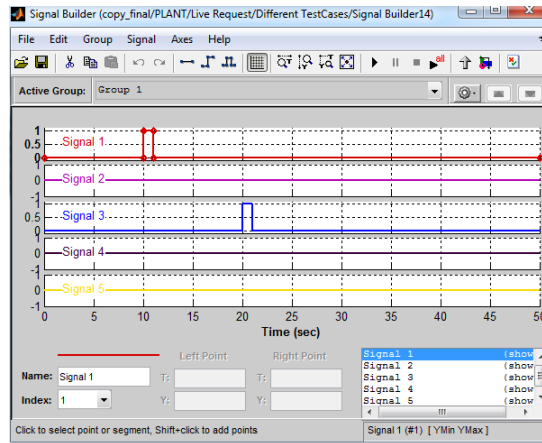 Signal Builder (copy_final/PLANT/Live Request/Different TestCases/Signal Builder14)
File Edit Group Signal Axes Help
all
Active Group: Group 1
1
0.5
0
Signal 1
1
0
-1
Signal 2
1
0.5
0
Signal 3
1
0
-1
Signal 4
1
0
-1
Signal 5
0 5 10 15 20 25 30 35 40 45 50
Time (sec)
Left Point Right Point
Name: Signal 1 T: T:
Index: 1 Y: Y:
Signal 1 (show
Signal 2 (show
Signal 3 (show
Signal 4 (show
Signal 5 (show
Click to select point or segment, Shift+click to add points
Signal 1 (#1) [ YMin YMax ]